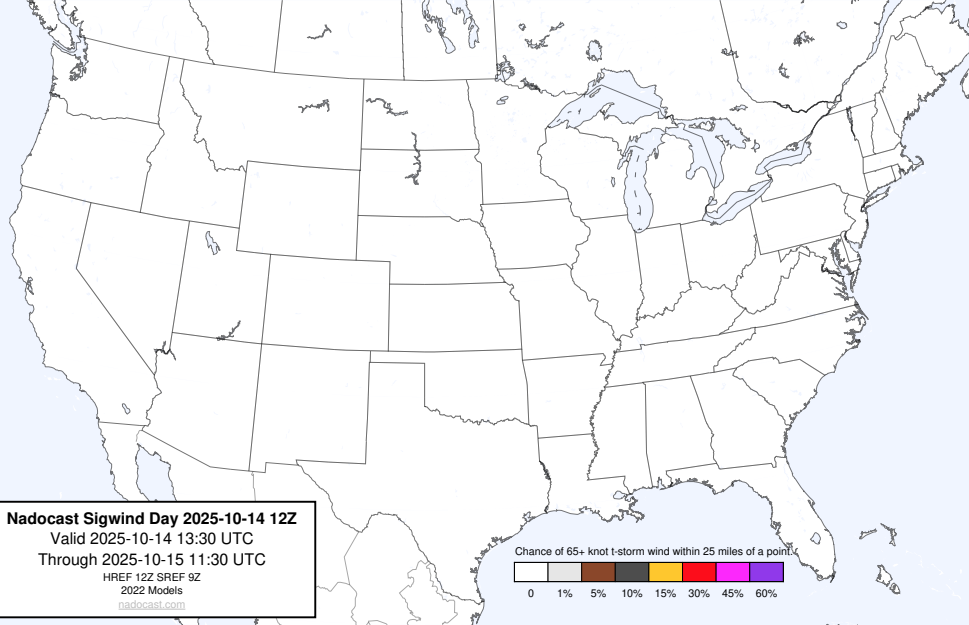 Nadocast Sigwind Day 2025-10-14 12Z
Valid 2025-10-14 13:30 UTC
Through 2025-10-15 11:30 UTC
HREF 12Z SREF 9Z
2022 Models
nadocast.com
Chance of 65+ knot t-storm wind within 25 miles of a point.
0 1% 5% 10% 15% 30% 45% 60%